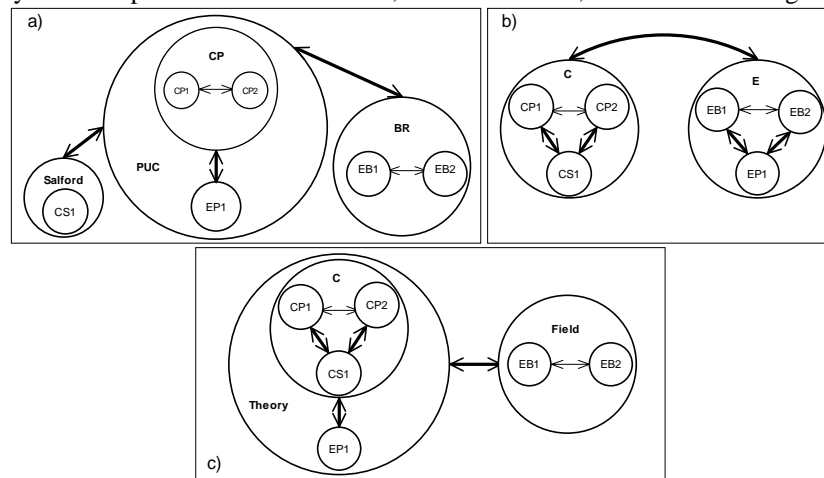 a)
CP
CP1 CP2
BR
EB1 EB2
PUC
Salford
CS1
EP1
b)
C
CP1 CP2
CS1
E
EB1 EB2
EP1
C
CP1 CP2
CS1
Theory
EP1
Field
EB1 EB2
c)